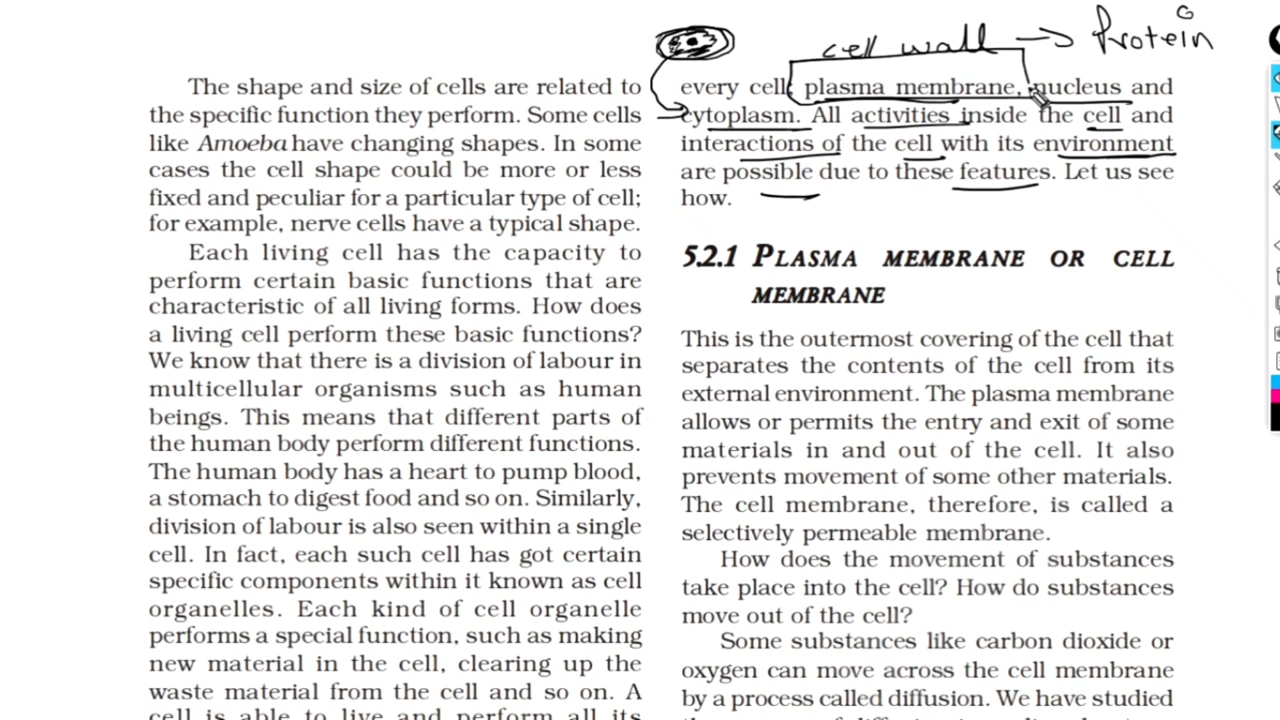 The shape and size of cells are related to
the specific function they perform. Some cells
like Amoeba have changing shapes. In some
cases the cell shape could be more or less
fixed and peculiar for a particular type of cell;
for example, nerve cells have a typical shape.
Each living cell has the capacity to
perform certain basic functions that are
characteristic of all living forms. How does
a living cell perform these basic functions?
We know that there is a division of labour in
multicellular organisms such as human
beings. This means that different parts of
the human body perform different functions.
The human body has a heart to pump blood,
a stomach to digest food and so on. Similarly,
division of labour is also seen within a single
cell. In fact, each such cell has got certain
specific components within it known as cell
organelles. Each kind of cell organelle
performs a special function, such as making
new material in the cell, clearing up the
waste material from the cell and so on. A
cell is able to live and perform all its
cell wall → Protein
every cell; plasma membrane, nucleus and
cytoplasm. All activities inside the cell and
interactions of the cell with its environment
are possible due to these features. Let us see
how.
5.2.1 PLASMA MEMBRANE OR CELL
MEMBRANE
This is the outermost covering of the cell that
separates the contents of the cell from its
external environment. The plasma membrane
allows or permits the entry and exit of some
materials in and out of the cell. It also
prevents movement of some other materials.
The cell membrane, therefore, is called a
selectively permeable membrane.
How does the movement of substances
take place into the cell? How do substances
move out of the cell?
Some substances like carbon dioxide or
oxygen can move across the cell membrane
by a process called diffusion. We have studied